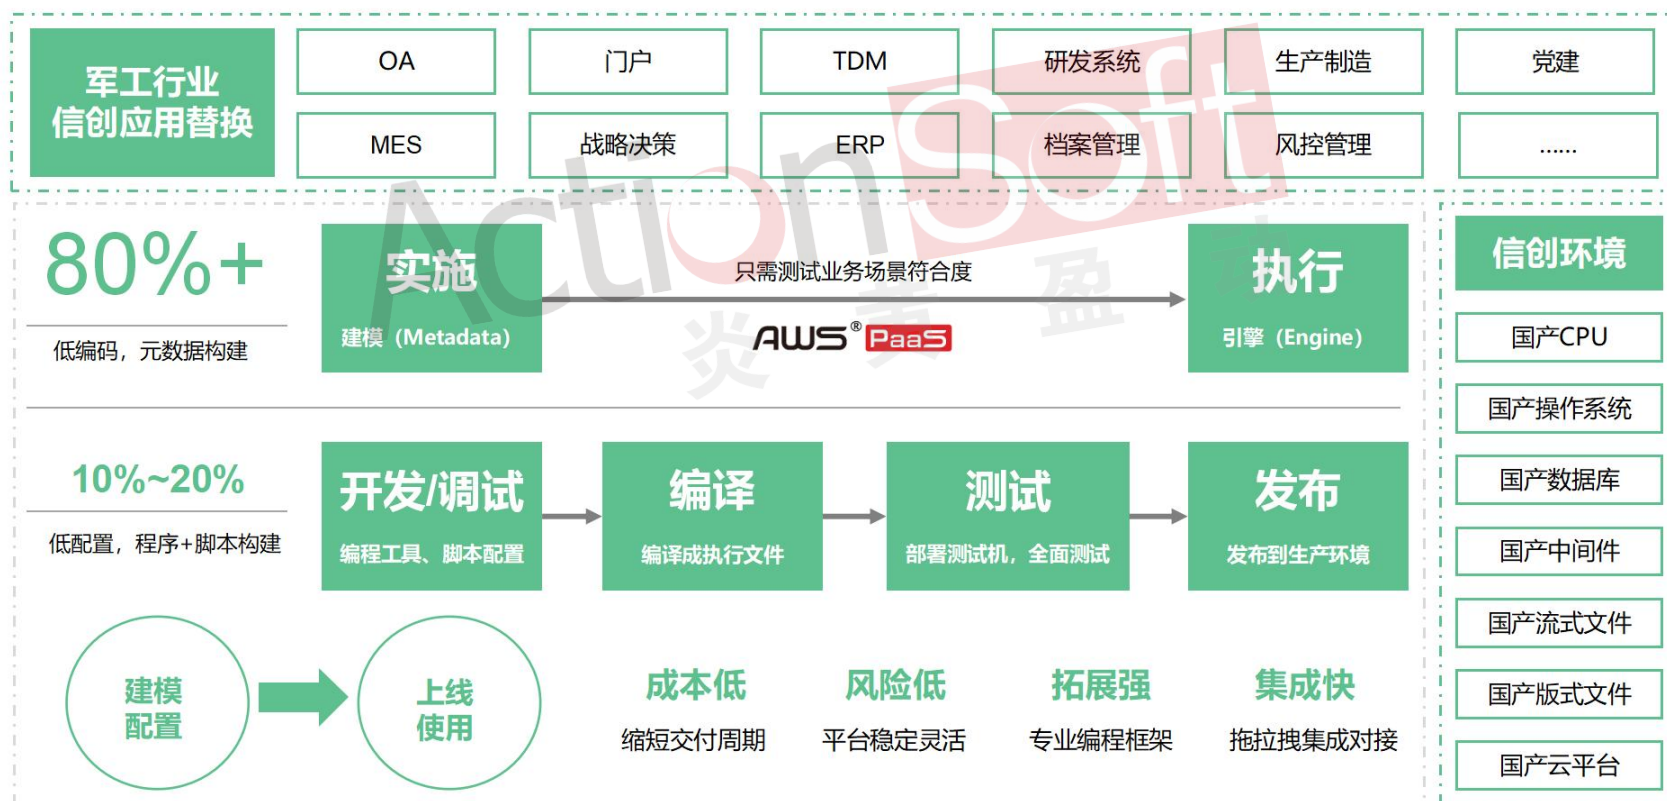 军工行业
信创应用替换
OA
门户
TDM
研发系统
生产制造
党建
MES
战略决策
ERP
档案管理
风控管理
……
80%+
低编码，元数据构建
实施
建模（Metadata）
只需测试业务场景符合度
AWS® PaaS
执行
引擎（Engine）
10%~20%
低配置，程序+脚本构建
开发/调试
编程工具、脚本配置
编译
编译成执行文件
测试
部署测试机，全面测试
发布
发布到生产环境
建模
配置
上线
使用
成本低
缩短交付周期
风险低
平台稳定灵活
拓展强
专业编程框架
集成快
拖拉拽集成对接
信创环境
国产CPU
国产操作系统
国产数据库
国产中间件
国产流式文件
国产版式文件
国产云平台
ActionSoft
炎黄盈动